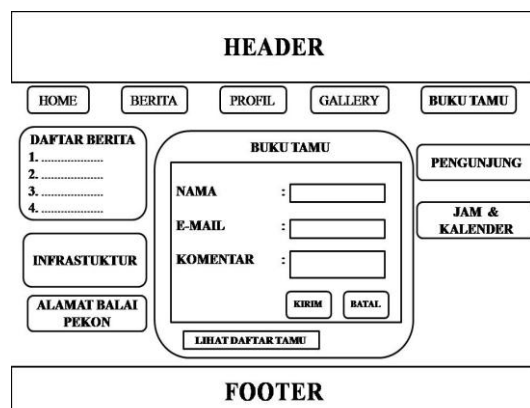 HEADER
HOME BERITA PROFIL GALLERY BUKU TAMU
DAFTAR BERITA
1. ....................
2. ....................
3. ....................
4. ....................
INFRASTUKTUR
ALAMAT BALAI
PEKON
BUKU TAMU
NAMA :
E-MAIL :
KOMENTAR :
KIRIM BATAL
LIHAT DAFTAR TAMU
PENGUNJUNG
JAM &
KALENDER
FOOTER